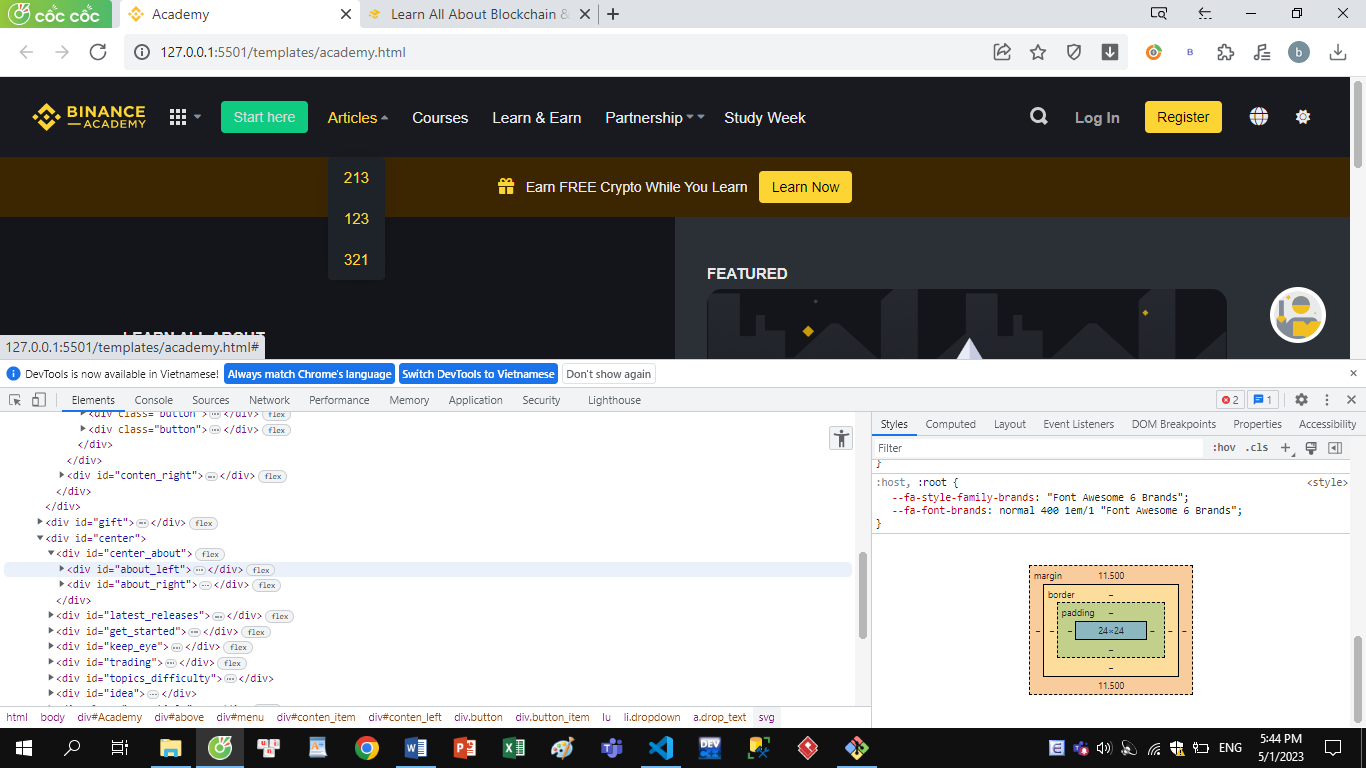 cốc cốc
Academy
Learn All About Blockchain &
127.0.0.1:5501/templates/academy.html
B
b
BINANCE
ACADEMY
Start here
Articles
Courses
Learn & Earn
Partnership
Study Week
Log In
Register
213
123
321
Earn FREE Crypto While You Learn
Learn Now
FEATURED
LEARN ALL ABOUT
127.0.0.1:5501/templates/academy.html#
DevTools is now available in Vietnamese!
Always match Chrome's language
Switch DevTools to Vietnamese
Don't show again
Elements
Console
Sources
Network
Performance
Memory
Application
Security
Lighthouse
2
1
<div class="button">⋯</div> flex
<div class="button">⋯</div> flex
</div>
</div>
<div id="conten_right">⋯</div> flex
</div>
</div>
<div id="gift">⋯</div> flex
<div id="center">
<div id="center_about"> flex
<div id="about_left">⋯</div> flex
<div id="about_right">⋯</div> flex
</div>
<div id="latest_releases">⋯</div> flex
<div id="get_started">⋯</div> flex
<div id="keep_eye">⋯</div> flex
<div id="trading">⋯</div> flex
<div id="topics_difficulty">⋯</div>
<div id="idea">⋯</div>
html body div#Academy div#above div#menu div#conten_item div#conten_left div.button div.button_item lu li.dropdown a.drop_text svg
Styles
Computed
Layout
Event Listeners
DOM Breakpoints
Properties
Accessibility
Filter
:hov .cls
}
:host, :root { <style>
--fa-style-family-brands: "Font Awesome 6 Brands";
--fa-font-brands: normal 400 1em/1 "Font Awesome 6 Brands";
}
margin 11.500
border –
padding –
– – – 24×24 – – –
–
–
11.500
DEV
ENG
5:44 PM
5/1/2023